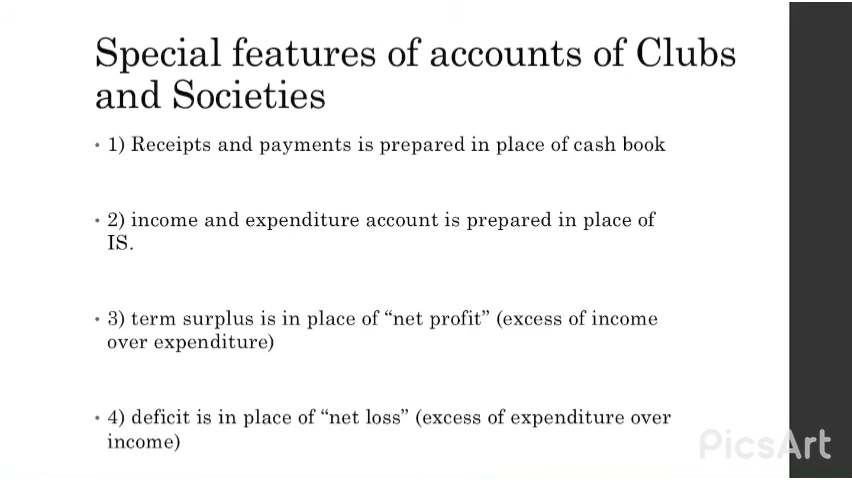 Special features of accounts of Clubs
and Societies
• 1) Receipts and payments is prepared in place of cash book
• 2) income and expenditure account is prepared in place of
IS.
• 3) term surplus is in place of “net profit” (excess of income
over expenditure)
• 4) deficit is in place of “net loss” (excess of expenditure over
income)
PicsArt